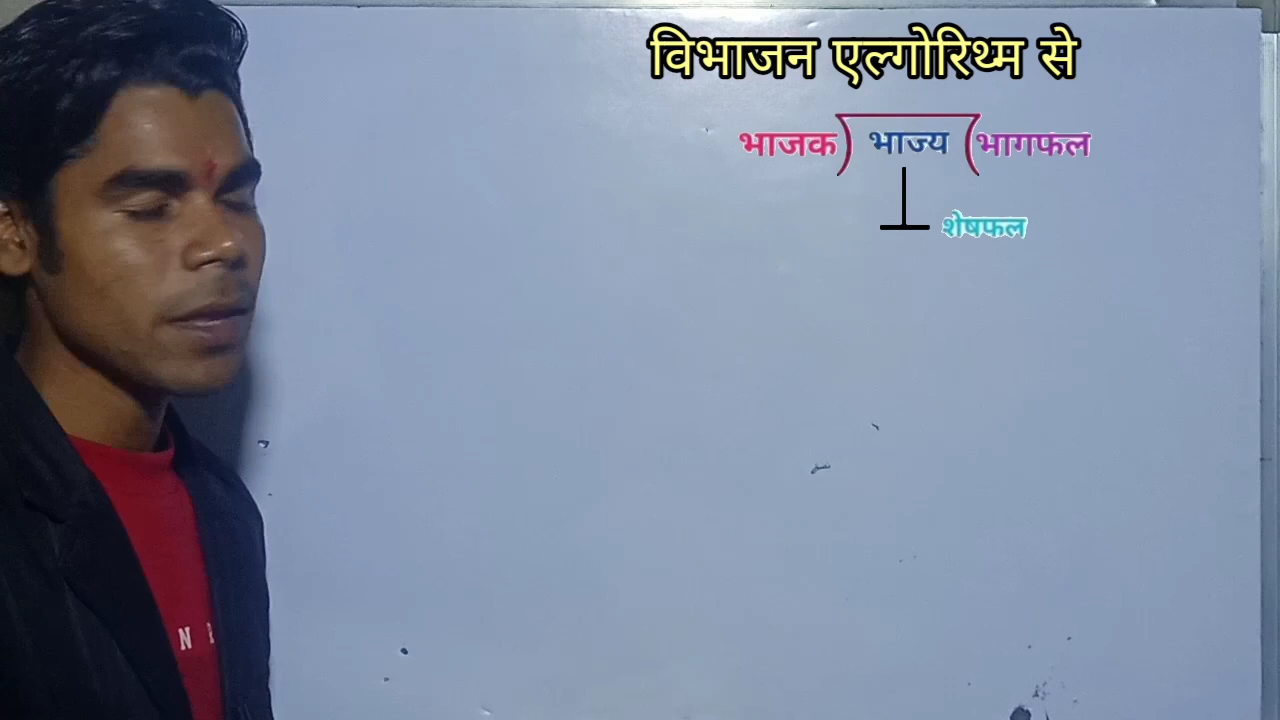 विभाजन एल्गोरिथ्म से
भाजक) भाज्य (भागफल
शेषफल
N